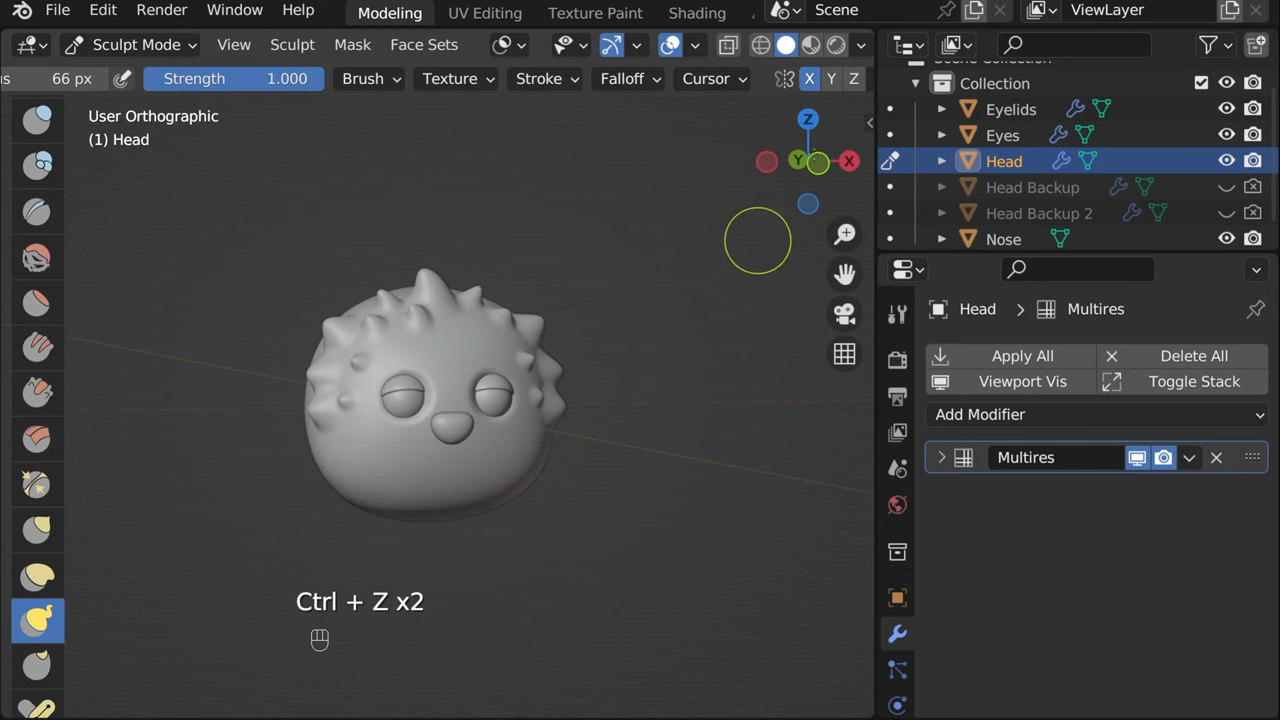 File Edit Render Window Help Modeling UV Editing Texture Paint Shading Scene ViewLayer
Sculpt Mode View Sculpt Mask Face Sets
s 66 px Strength 1.000 Brush Texture Stroke Falloff Cursor X Y Z
User Orthographic
(1) Head
Z
Y X
Ctrl + Z x2
Scene Collection
Collection
Eyelids
Eyes
Head
Head Backup
Head Backup 2
Nose
Head > Multires
Apply All Delete All
Viewport Vis Toggle Stack
Add Modifier
Multires